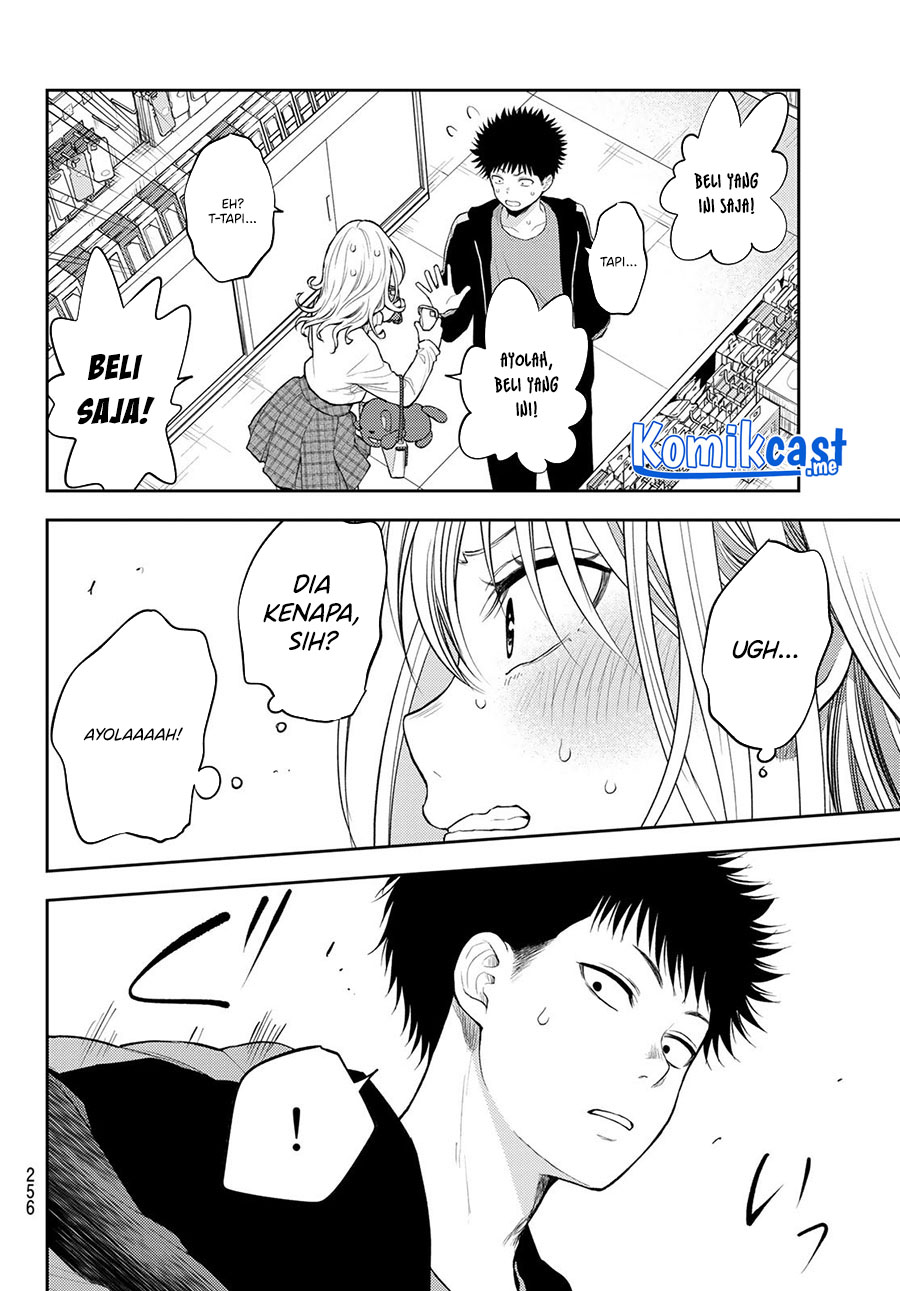 BELI YANG
INI SAJA!
TAPI...
AYOLAH,
BELI YANG
INI!
EH?
T-TAPI...
BELI
SAJA!
Komikcast
.me
UGH...
DIA
KENAPA,
SIH?
AYOLAAAAH!
!
256